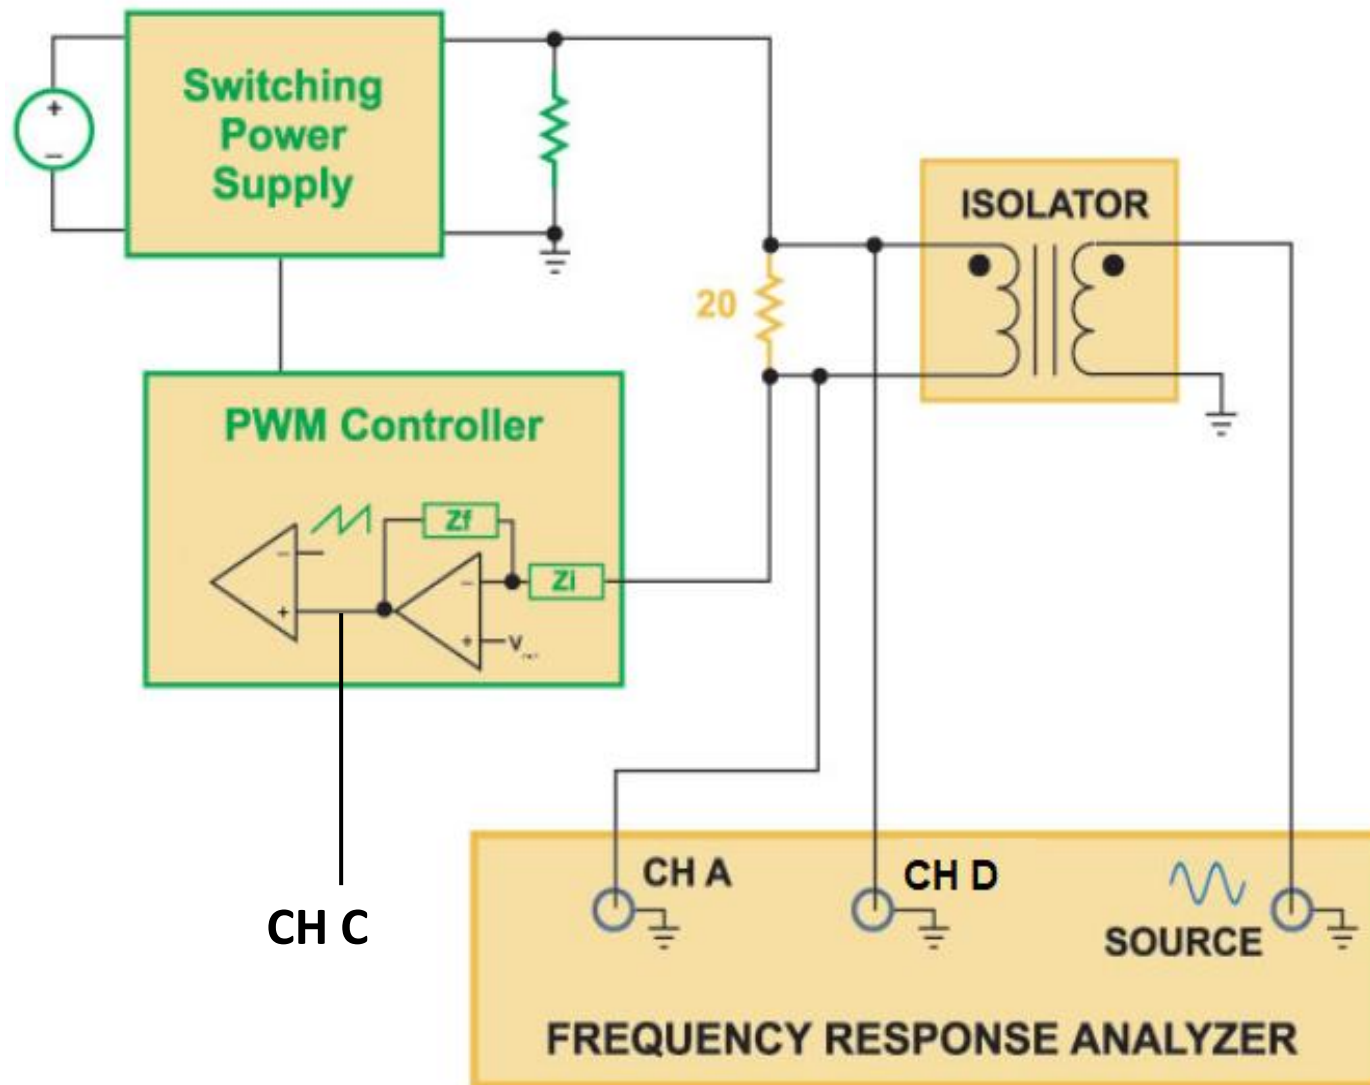 Switching
Power
Supply
+
−
ISOLATOR
20
PWM Controller
Zf
−
−
Zi
+
+
V
CH A
CH D
CH C
SOURCE
FREQUENCY RESPONSE ANALYZER